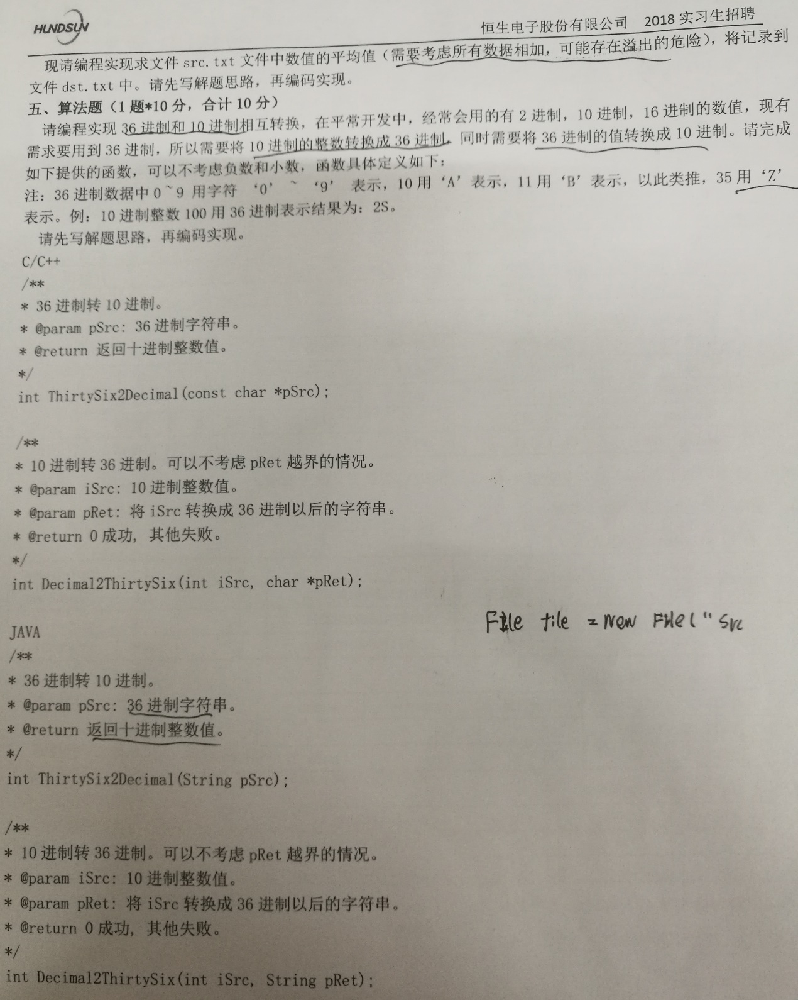 HUNDSUN
恒生电子股份有限公司 2018 实习生招聘
现请编程实现求文件 src.txt 文件中数值的平均值（需要考虑所有数据相加，可能存在溢出的危险），将记录到
文件 dst.txt 中。请先写解题思路，再编码实现。
五、算法题（1 题*10 分，合计 10 分）
请编程实现 36 进制和 10 进制相互转换，在平常开发中，经常会用的有 2 进制，10 进制，16 进制的数值，现有
需求要用到 36 进制，所以需要将 10 进制的整数转换成 36 进制，同时需要将 36 进制的值转换成 10 进制。请完成
如下提供的函数，可以不考虑负数和小数，函数具体定义如下：
注：36 进制数据中 0~9 用字符 ‘0’ ~ ‘9’ 表示，10 用‘A’表示，11 用‘B’表示，以此类推，35 用‘Z’
表示。例：10 进制整数 100 用 36 进制表示结果为：2S。
请先写解题思路，再编码实现。
C/C++
/**
* 36 进制转 10 进制。
* @param pSrc: 36 进制字符串。
* @return 返回十进制整数值。
*/
int ThirtySix2Decimal(const char *pSrc);
/**
* 10 进制转 36 进制。可以不考虑 pRet 越界的情况。
* @param iSrc: 10 进制整数值。
* @param pRet: 将 iSrc 转换成 36 进制以后的字符串。
* @return 0 成功, 其他失败。
*/
int Decimal2ThirtySix(int iSrc, char *pRet);
File file = new File("src
JAVA
/**
* 36 进制转 10 进制。
* @param pSrc: 36 进制字符串。
* @return 返回十进制整数值。
*/
int ThirtySix2Decimal(String pSrc);
/**
* 10 进制转 36 进制。可以不考虑 pRet 越界的情况。
* @param iSrc: 10 进制整数值。
* @param pRet: 将 iSrc 转换成 36 进制以后的字符串。
* @return 0 成功, 其他失败。
*/
int Decimal2ThirtySix(int iSrc, String pRet);